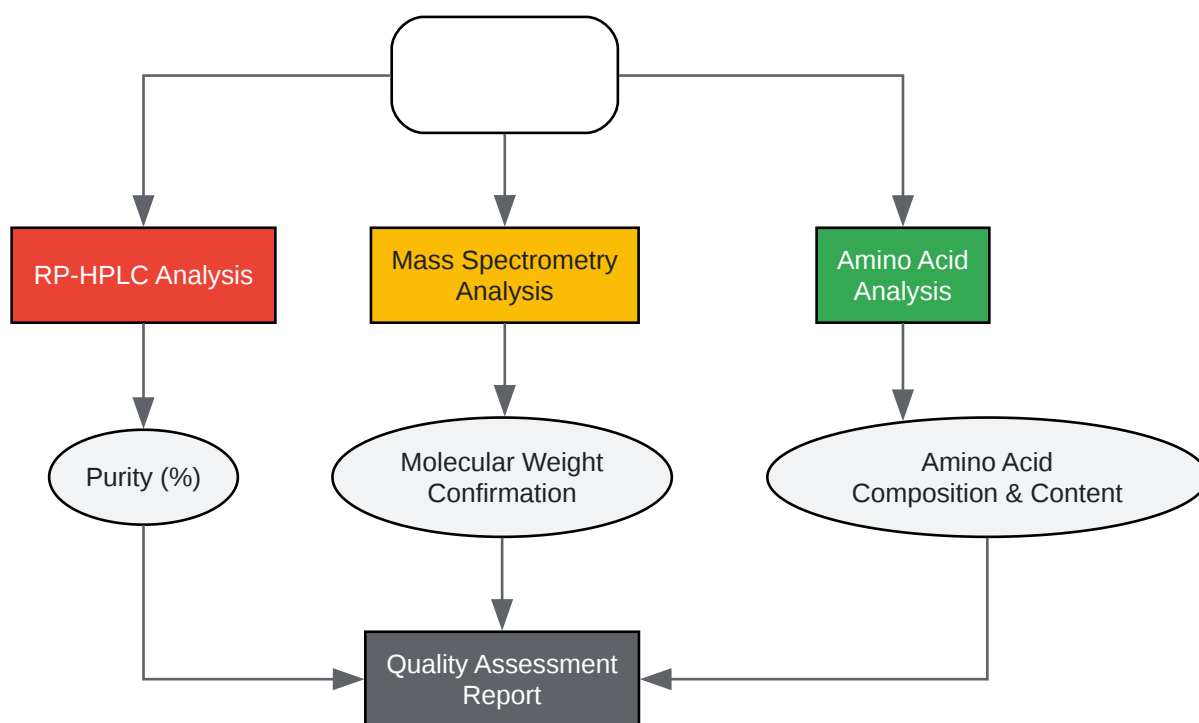 RP-HPLC Analysis
Mass Spectrometry
Analysis
Amino Acid
Analysis
Purity (%)
Molecular Weight
Confirmation
Amino Acid
Composition & Content
Quality Assessment
Report